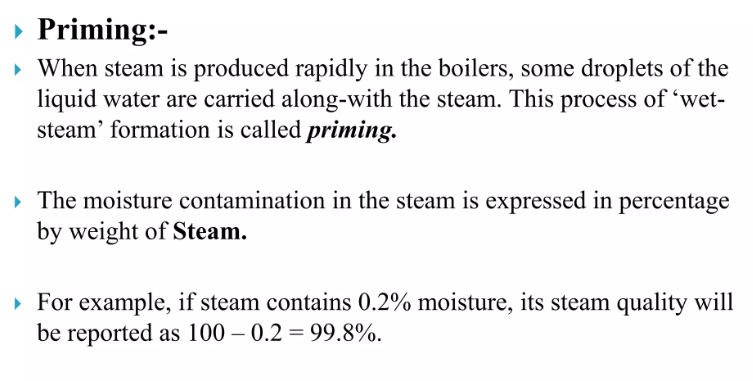 Priming:-
When steam is produced rapidly in the boilers, some droplets of the
liquid water are carried along-with the steam. This process of ‘wet-
steam’ formation is called priming.
The moisture contamination in the steam is expressed in percentage
by weight of Steam.
For example, if steam contains 0.2% moisture, its steam quality will
be reported as 100 – 0.2 = 99.8%.